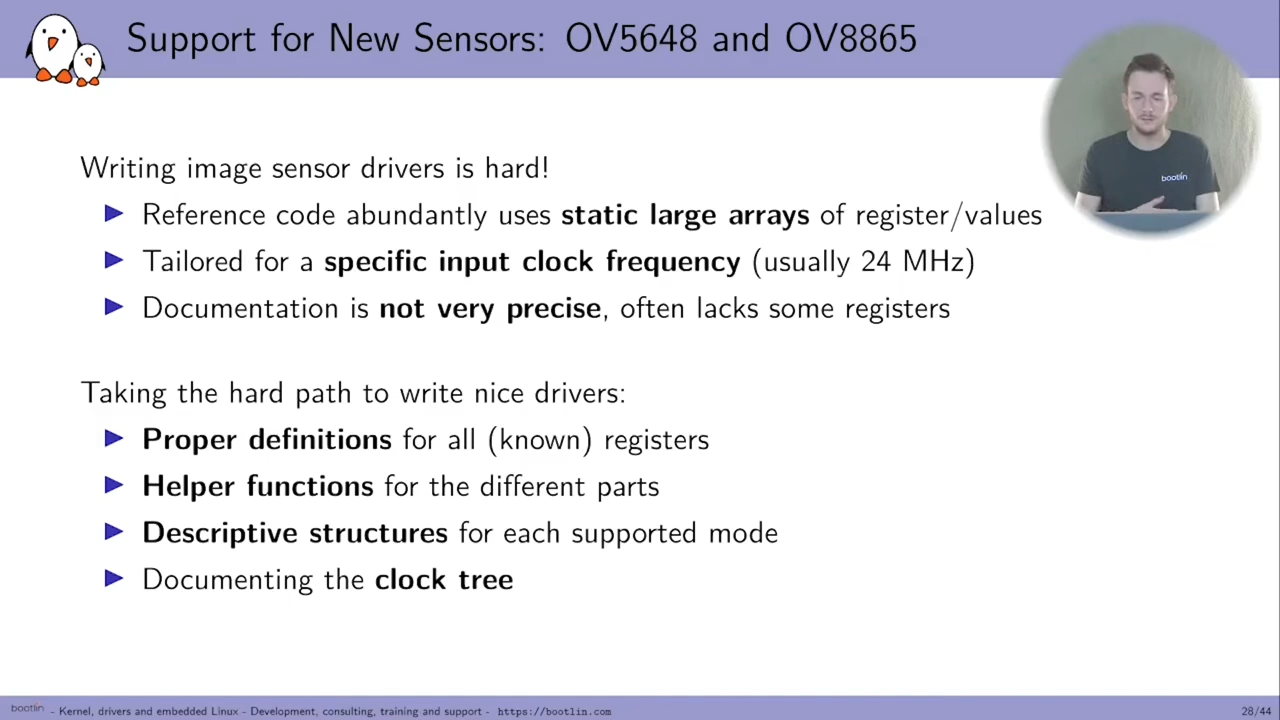 Support for New Sensors: OV5648 and OV8865
bootlin
Writing image sensor drivers is hard!
Reference code abundantly uses static large arrays of register/values
Tailored for a specific input clock frequency (usually 24 MHz)
Documentation is not very precise, often lacks some registers
Taking the hard path to write nice drivers:
Proper definitions for all (known) registers
Helper functions for the different parts
Descriptive structures for each supported mode
Documenting the clock tree
bootlin - Kernel, drivers and embedded Linux - Development, consulting, training and support - https://bootlin.com
28/44